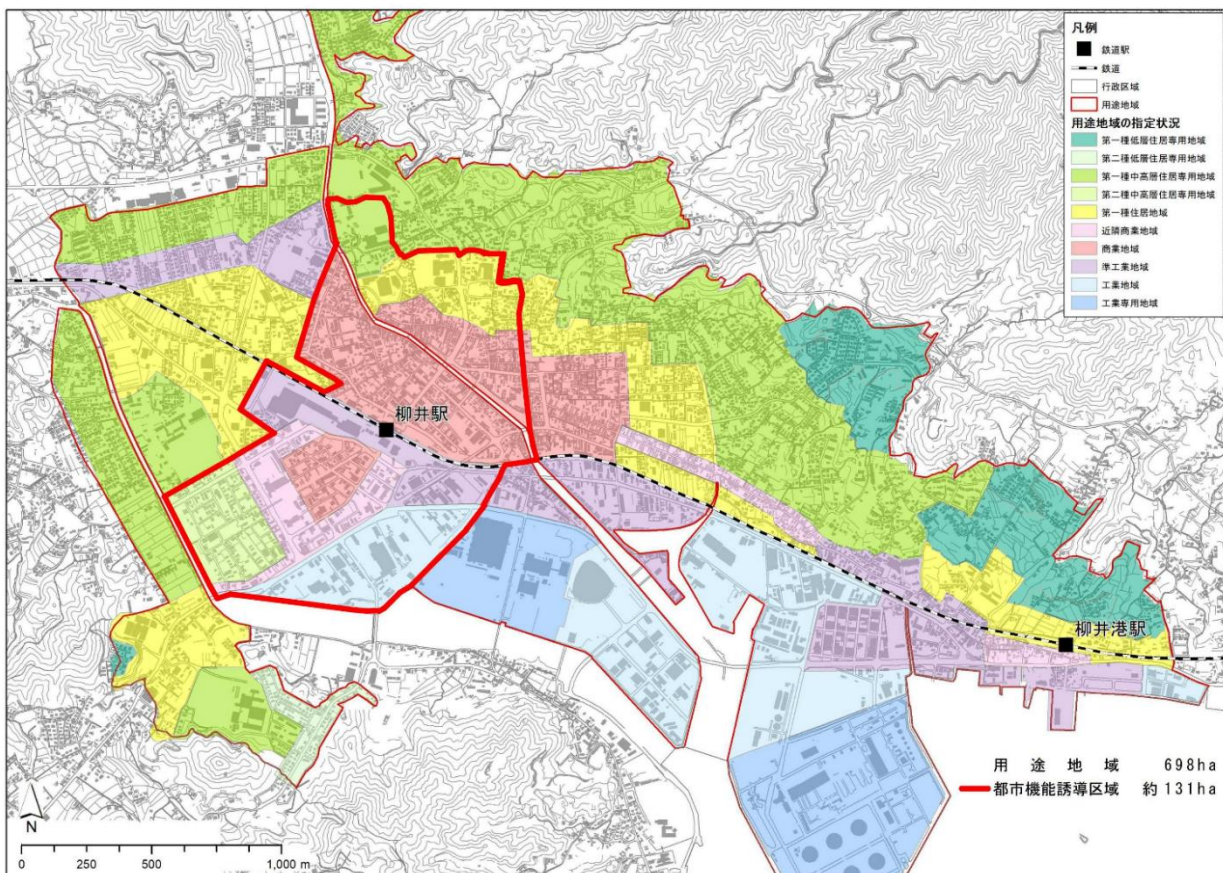 凡例
鉄道駅
鉄道
行政区域
用途地域
用途地域の指定状況
第一種低層住居専用地域
第二種低層住居専用地域
第一種中高層住居専用地域
第二種中高層住居専用地域
第一種住居地域
近隣商業地域
商業地域
準工業地域
工業地域
工業専用地域
柳井駅
柳井港駅
用途地域 698ha
都市機能誘導区域 約131ha
N
0 250 500 1,000 m